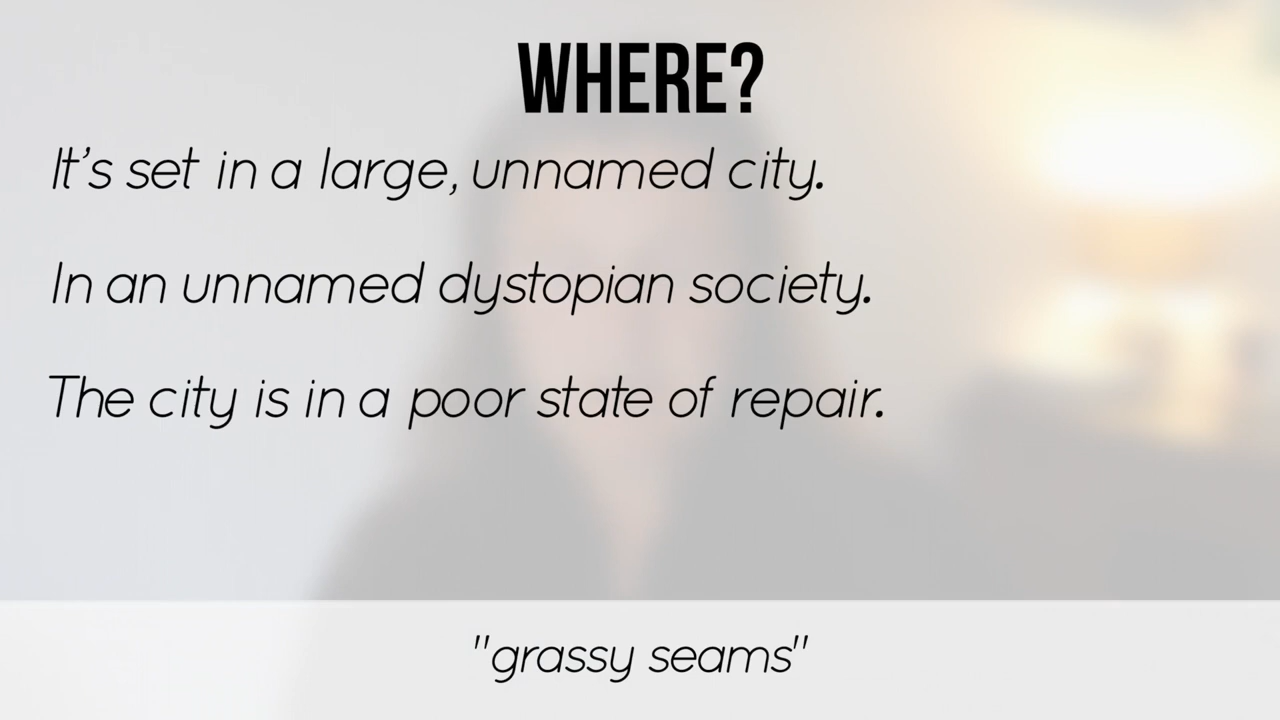 WHERE?
It's set in a large, unnamed city.
In an unnamed dystopian society.
The city is in a poor state of repair.
"grassy seams"